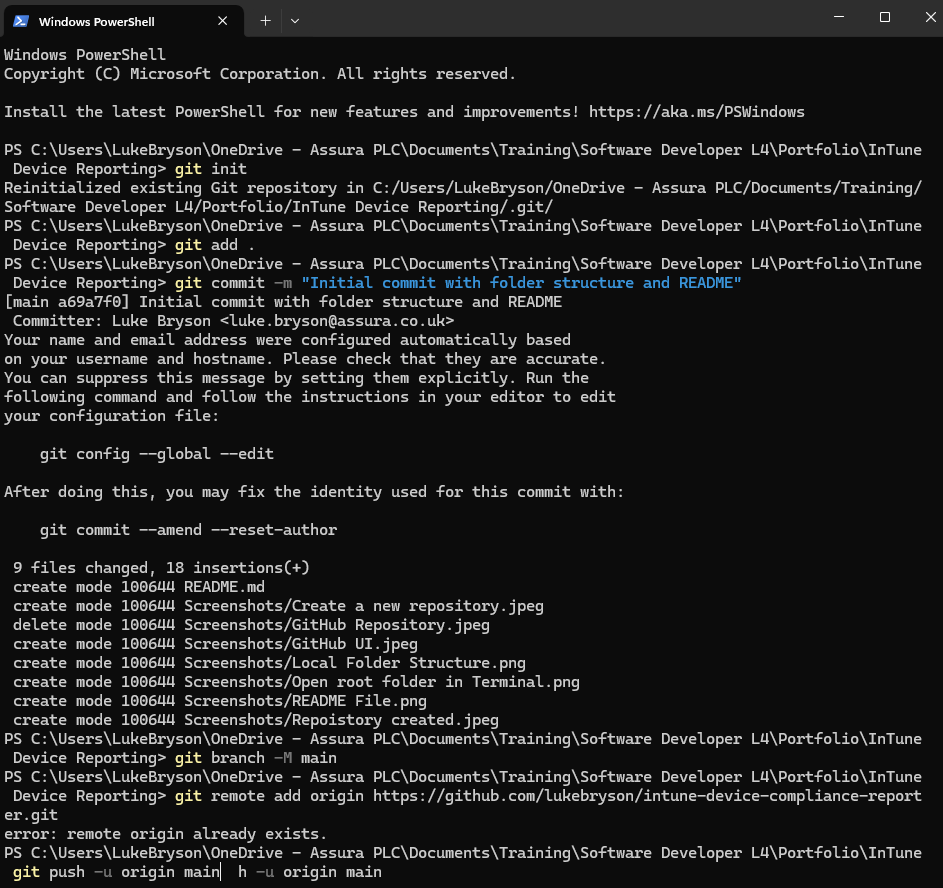 Windows PowerShell
Windows PowerShell
Copyright (C) Microsoft Corporation. All rights reserved.
Install the latest PowerShell for new features and improvements! https://aka.ms/PSWindows
PS C:\Users\LukeBryson\OneDrive - Assura PLC\Documents\Training\Software Developer L4\Portfolio\InTune
Device Reporting> git init
Reinitialized existing Git repository in C:/Users/LukeBryson/OneDrive - Assura PLC/Documents/Training/
Software Developer L4/Portfolio/InTune Device Reporting/.git/
PS C:\Users\LukeBryson\OneDrive - Assura PLC\Documents\Training\Software Developer L4\Portfolio\InTune
Device Reporting> git add .
PS C:\Users\LukeBryson\OneDrive - Assura PLC\Documents\Training\Software Developer L4\Portfolio\InTune
Device Reporting> git commit -m "Initial commit with folder structure and README"
[main a69a7f0] Initial commit with folder structure and README
Committer: Luke Bryson <luke.bryson@assura.co.uk>
Your name and email address were configured automatically based
on your username and hostname. Please check that they are accurate.
You can suppress this message by setting them explicitly. Run the
following command and follow the instructions in your editor to edit
your configuration file:
git config --global --edit
After doing this, you may fix the identity used for this commit with:
git commit --amend --reset-author
9 files changed, 18 insertions(+)
create mode 100644 README.md
create mode 100644 Screenshots/Create a new repository.jpeg
delete mode 100644 Screenshots/GitHub Repository.jpeg
create mode 100644 Screenshots/GitHub UI.jpeg
create mode 100644 Screenshots/Local Folder Structure.png
create mode 100644 Screenshots/Open root folder in Terminal.png
create mode 100644 Screenshots/README File.png
create mode 100644 Screenshots/Repoistory created.jpeg
PS C:\Users\LukeBryson\OneDrive - Assura PLC\Documents\Training\Software Developer L4\Portfolio\InTune
Device Reporting> git branch -M main
PS C:\Users\LukeBryson\OneDrive - Assura PLC\Documents\Training\Software Developer L4\Portfolio\InTune
Device Reporting> git remote add origin https://github.com/lukebryson/intune-device-compliance-report
er.git
error: remote origin already exists.
PS C:\Users\LukeBryson\OneDrive - Assura PLC\Documents\Training\Software Developer L4\Portfolio\InTune
git push -u origin main h -u origin main